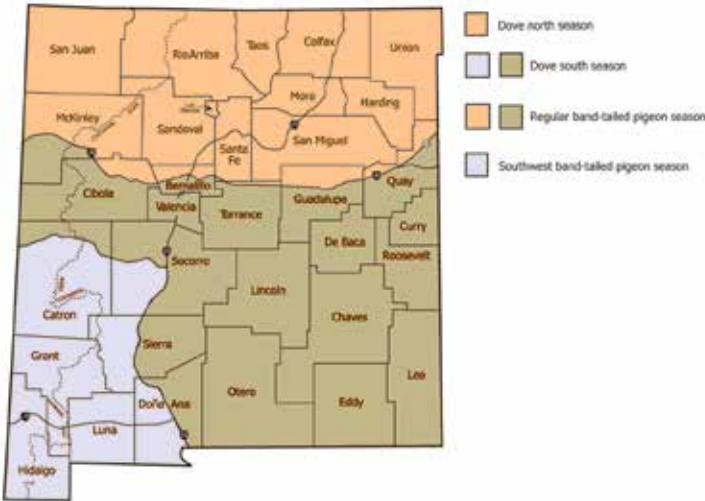 San Juan
Rio Arriba
Taos
Colfax
Union
Mora
Harding
McKinley
Sandoval
Santa
Fe
San Miguel
Cibola
Bernalillo
Valencia
Torrance
Guadalupe
Quay
Curry
De Baca
Roosevelt
Socorro
Lincoln
Catron
Chaves
Sierra
Grant
Otero
Lea
Doña Ana
Eddy
Luna
Hidalgo
Dove north season
Dove south season
Regular band-tailed pigeon season
Southwest band-tailed pigeon season